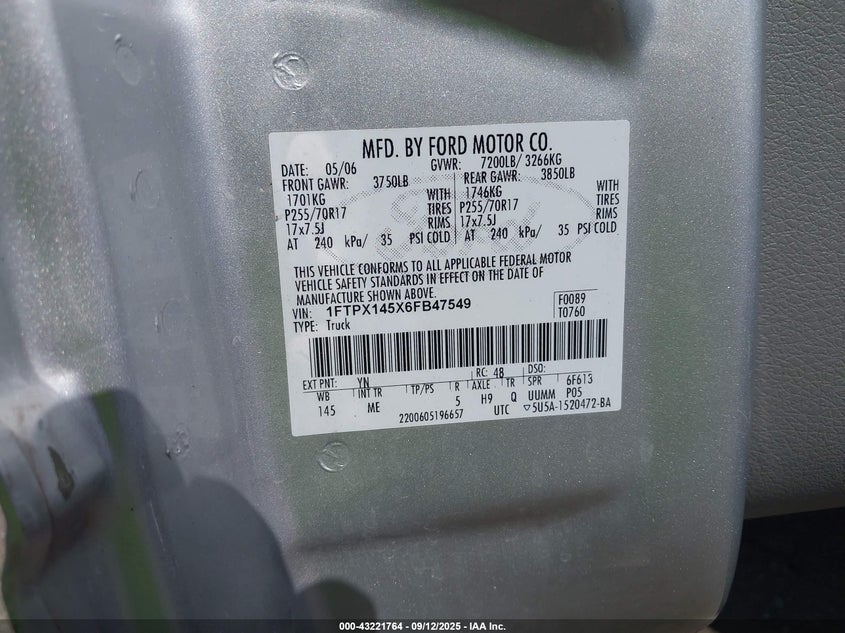 MFD. BY FORD MOTOR CO.
DATE: 05/06 GVWR: 7200LB/ 3266KG
FRONT GAWR: 3750LB REAR GAWR: 3850LB
1701KG WITH 1746KG WITH
P255/70R17 TIRES P255/70R17 TIRES
17x7.5J RIMS 17x7.5J RIMS
AT 240 kPa/ 35 PSI COLD AT 240 kPa/ 35 PSI COLD
THIS VEHICLE CONFORMS TO ALL APPLICABLE FEDERAL MOTOR
VEHICLE SAFETY STANDARDS IN EFFECT ON THE DATE OF
MANUFACTURE SHOWN ABOVE.
VIN: 1FTPX145X6FB47549 F0089
TYPE: Truck T0760
EXT PNT: YN RC: 48 DSO:
WB INT TR TP/PS R AXLE TR SPR 6F613
145 ME 5 H9 Q UUMM P05
2200605196657 UTC ▽5U5A-1520472-BA
000-43221764 - 09/12/2025 - IAA Inc.